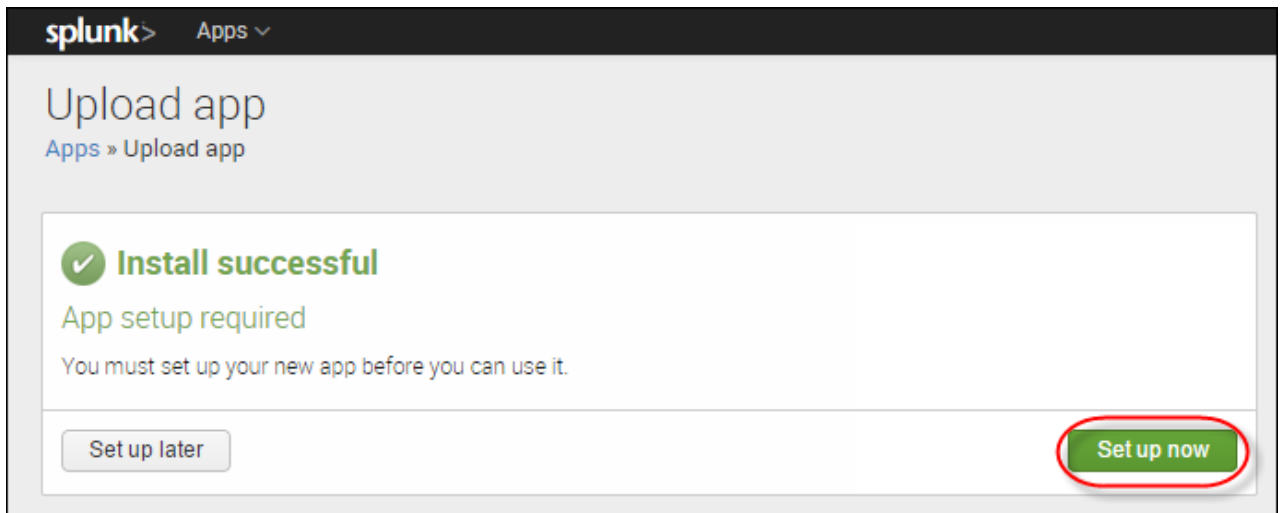 splunk> Apps
Upload app
Apps » Upload app
Install successful
App setup required
You must set up your new app before you can use it.
Set up later Set up now